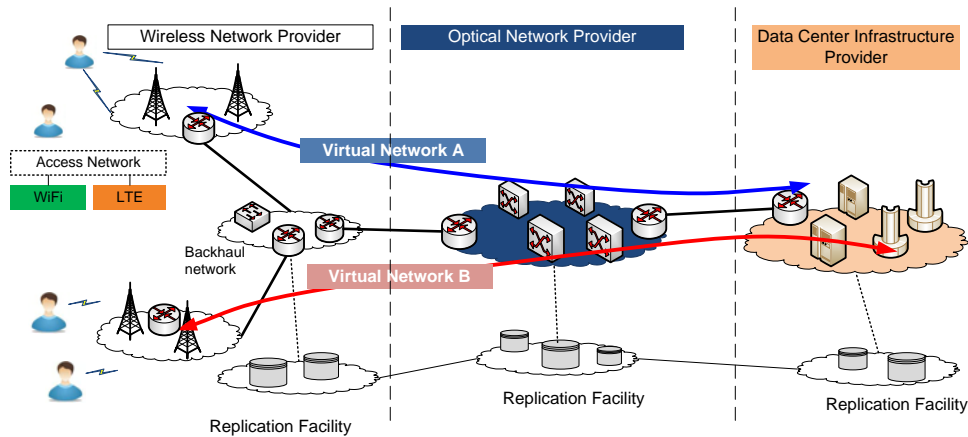 Wireless Network Provider
Optical Network Provider
Data Center Infrastructure
Provider
Virtual Network A
Access Network
WiFi
LTE
Backhaul
network
Virtual Network B
Replication Facility
Replication Facility
Replication Facility